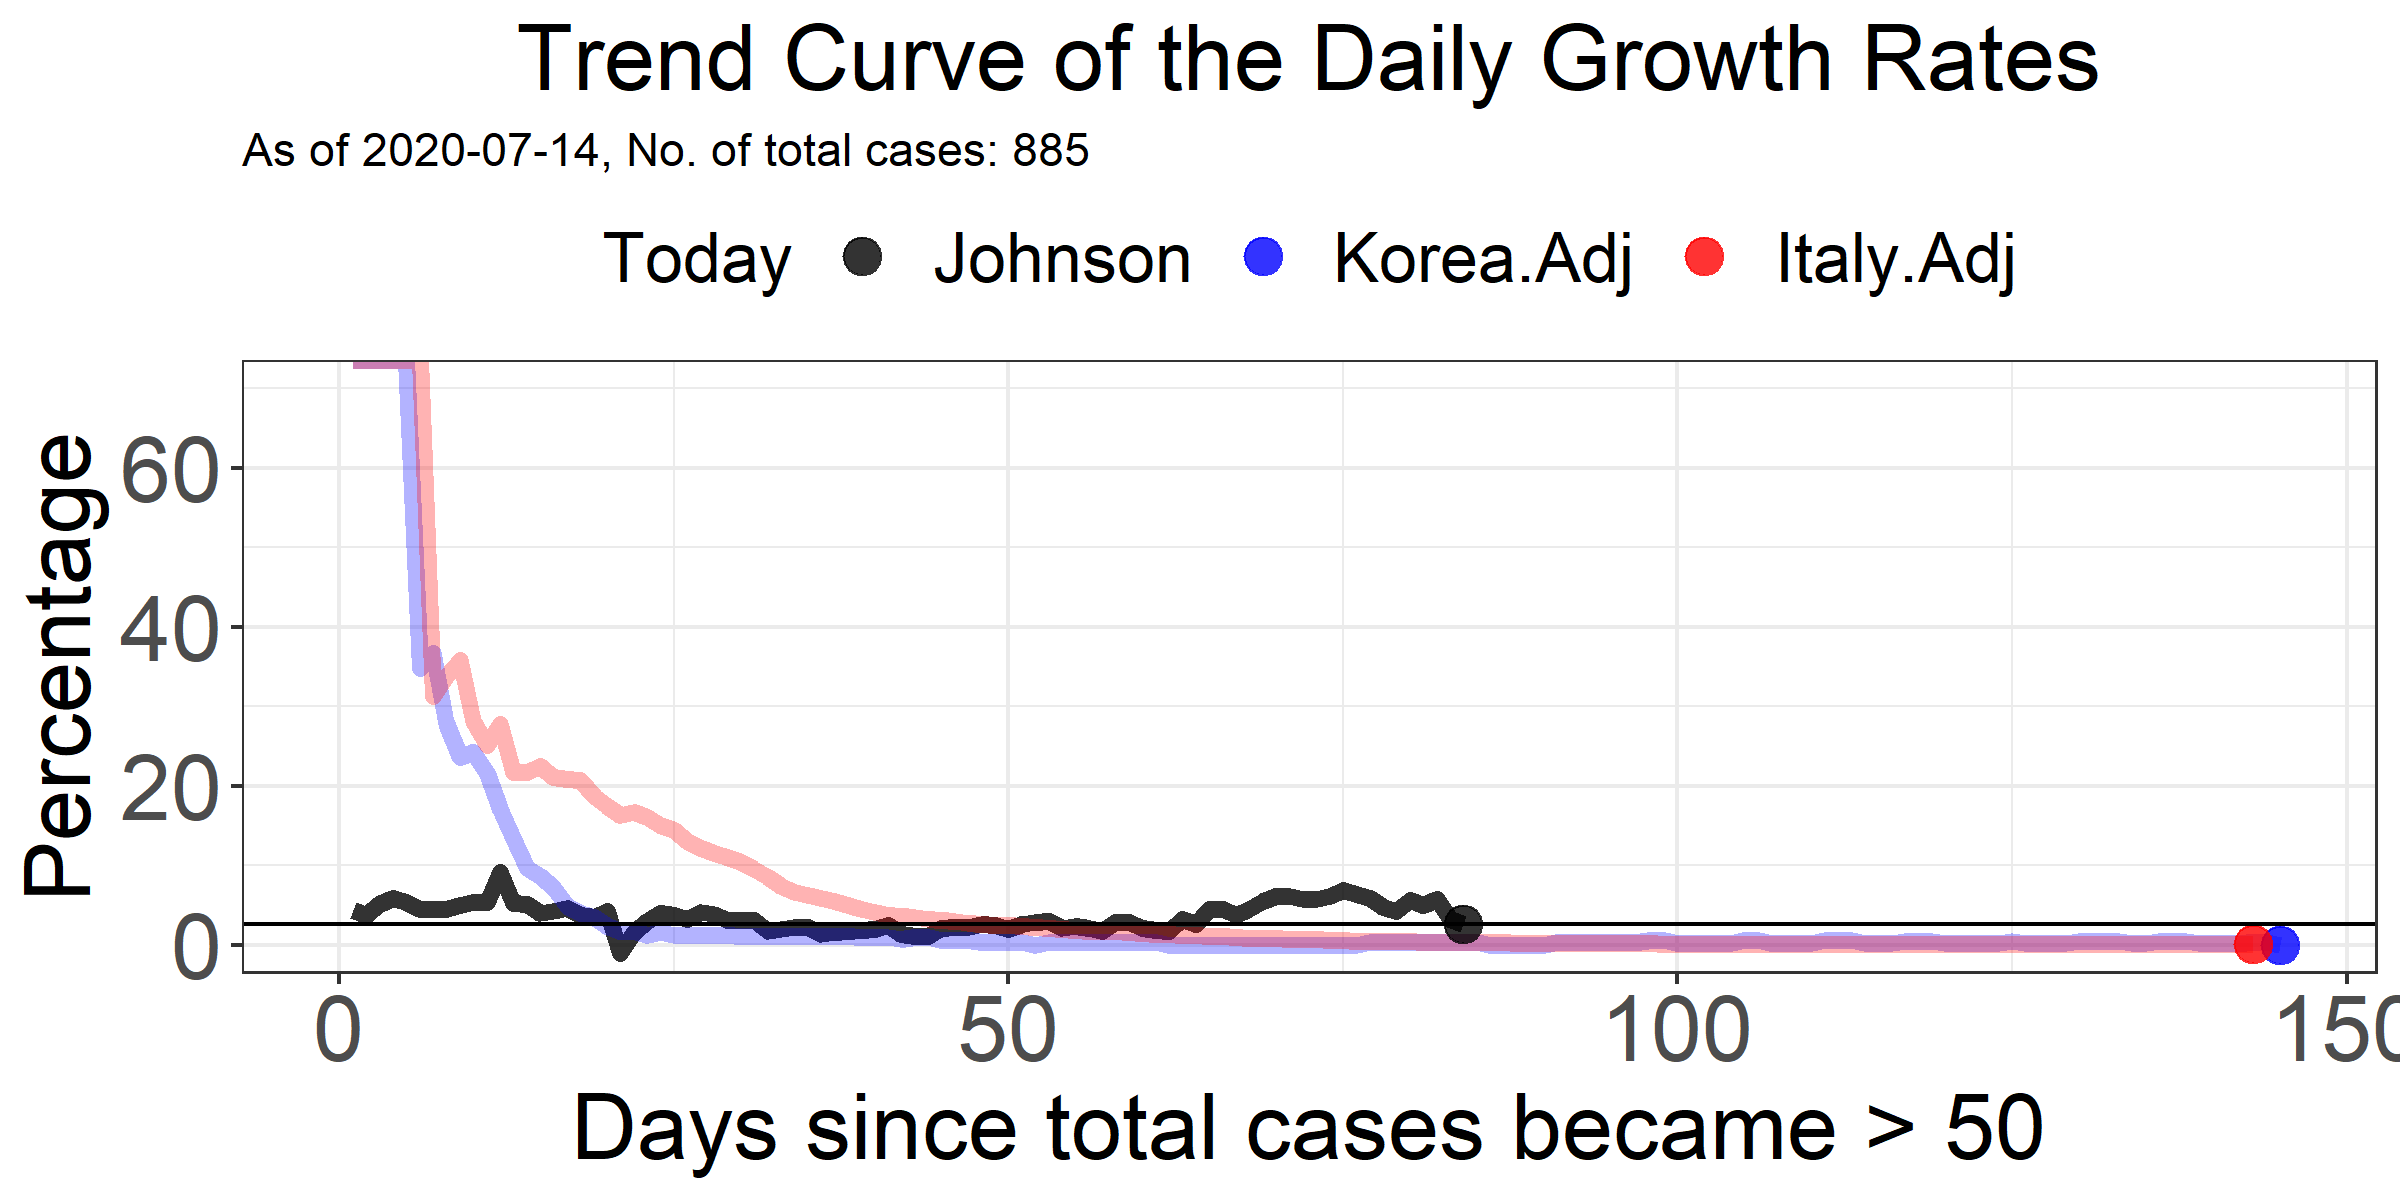 Trend Curve of the Daily Growth Rates
As of 2020-07-14, No. of total cases: 885
Today Johnson Korea.Adj Italy.Adj
Percentage
60
40
20
0
0 50 100 150
Days since total cases became > 50